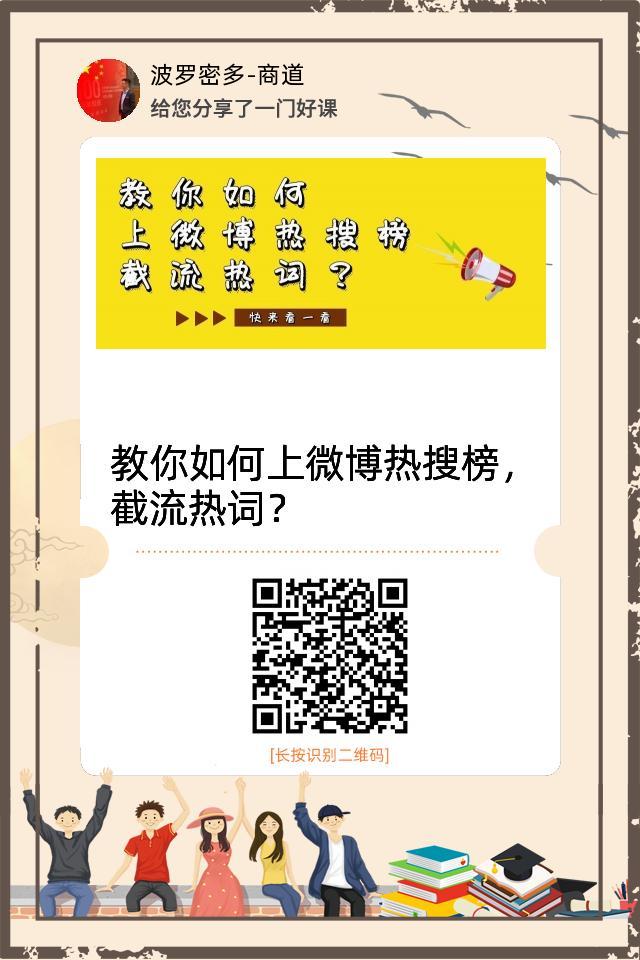 波罗密多-商道
给您分享了一门好课
教你如何
上微博热搜榜
截流热词？
快来看一看
教你如何上微博热搜榜，
截流热词？
[长按识别二维码]